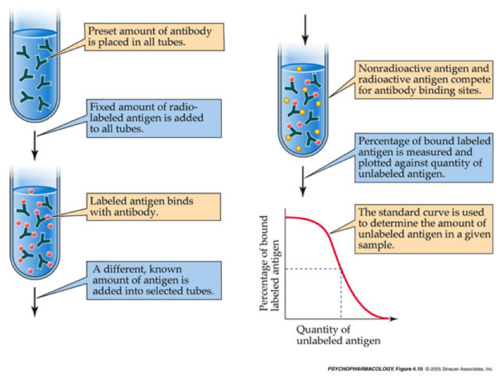 Preset amount of antibody
is placed in all tubes.
Fixed amount of radio-
labeled antigen is added
to all tubes.
Labeled antigen binds
with antibody.
A different, known
amount of antigen is
added into selected tubes.
Nonradioactive antigen and
radioactive antigen compete
for antibody binding sites.
Percentage of bound labeled
antigen is measured and
plotted against quantity of
unlabeled antigen.
The standard curve is used
to determine the amount of
unlabeled antigen in a given
sample.
Percentage of bound
labeled antigen
Quantity of
unlabeled antigen
PSYCHOPHARMACOLOGY, Figure 4.10 © 2005 Sinauer Associates, Inc.